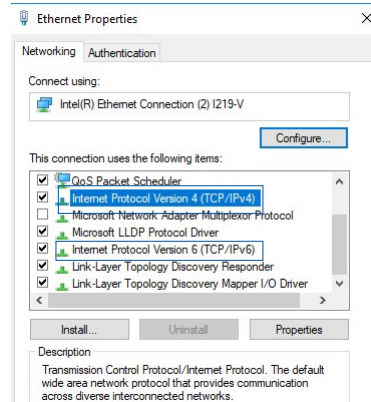 Ethernet Properties
Networking
Authentication
Connect using:
Intel(R) Ethernet Connection (2) I219-V
Configure...
This connection uses the following items:
QoS Packet Scheduler
Internet Protocol Version 4 (TCP/IPv4)
Microsoft Network Adapter Multiplexor Protocol
Microsoft LLDP Protocol Driver
Internet Protocol Version 6 (TCP/IPv6)
Link-Layer Topology Discovery Responder
Link-Layer Topology Discovery Mapper I/O Driver
Install...
Uninstall
Properties
Description
Transmission Control Protocol/Internet Protocol. The default
wide area network protocol that provides communication
across diverse interconnected networks.